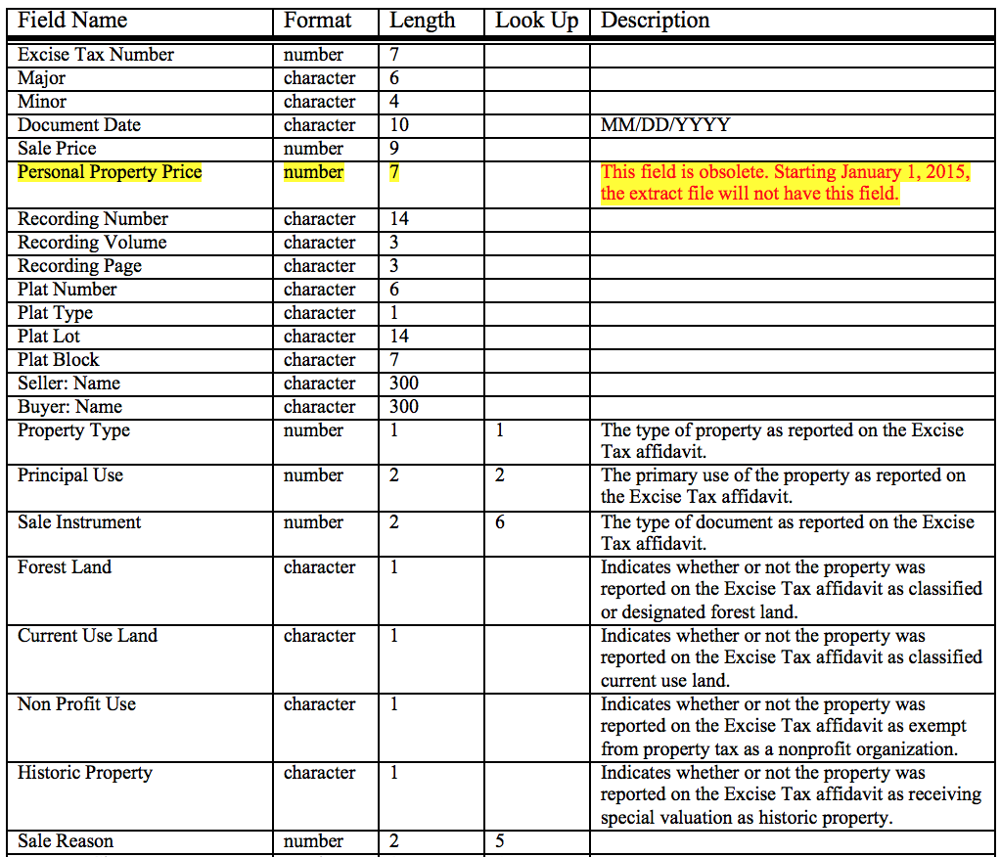 Field Name Format Length Look Up Description
Excise Tax Number number 7
Major character 6
Minor character 4
Document Date character 10 MM/DD/YYYY
Sale Price number 9
Personal Property Price number 7 This field is obsolete. Starting January 1, 2015,
the extract file will not have this field.
Recording Number character 14
Recording Volume character 3
Recording Page character 3
Plat Number character 6
Plat Type character 1
Plat Lot character 14
Plat Block character 7
Seller: Name character 300
Buyer: Name character 300
Property Type number 1 1 The type of property as reported on the Excise
Tax affidavit.
Principal Use number 2 2 The primary use of the property as reported on
the Excise Tax affidavit.
Sale Instrument number 2 6 The type of document as reported on the Excise
Tax affidavit.
Forest Land character 1 Indicates whether or not the property was
reported on the Excise Tax affidavit as classified
or designated forest land.
Current Use Land character 1 Indicates whether or not the property was
reported on the Excise Tax affidavit as classified
current use land.
Non Profit Use character 1 Indicates whether or not the property was
reported on the Excise Tax affidavit as exempt
from property tax as a nonprofit organization.
Historic Property character 1 Indicates whether or not the property was
reported on the Excise Tax affidavit as receiving
special valuation as historic property.
Sale Reason number 2 5